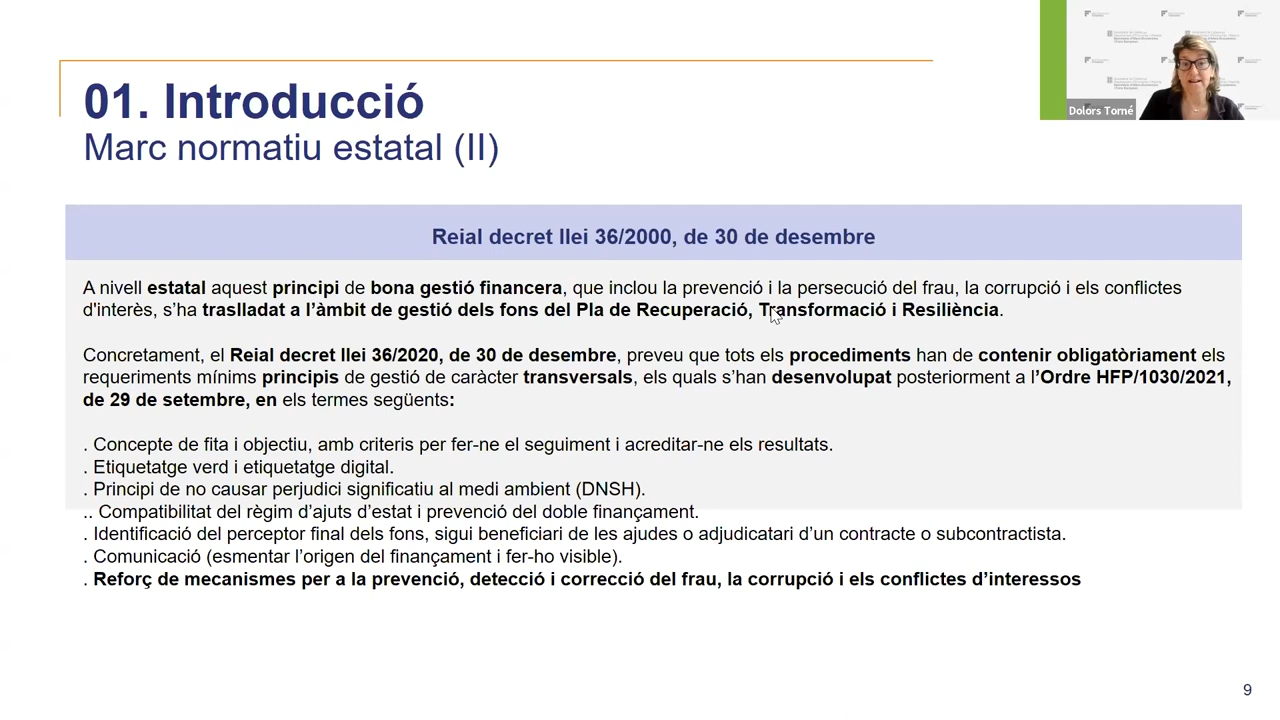 Dolors Torné
01. Introducció
Marc normatiu estatal (II)
Reial decret llei 36/2000, de 30 de desembre
A nivell estatal aquest principi de bona gestió financera, que inclou la prevenció i la persecució del frau, la corrupció i els conflictes
d'interès, s’ha traslladat a l’àmbit de gestió dels fons del Pla de Recuperació, Transformació i Resiliència.
Concretament, el Reial decret llei 36/2020, de 30 de desembre, preveu que tots els procediments han de contenir obligatòriament els
requeriments mínims principis de gestió de caràcter transversals, els quals s’han desenvolupat posteriorment a l’Ordre HFP/1030/2021,
de 29 de setembre, en els termes següents:
. Concepte de fita i objectiu, amb criteris per fer-ne el seguiment i acreditar-ne els resultats.
. Etiquetatge verd i etiquetatge digital.
. Principi de no causar perjudici significatiu al medi ambient (DNSH).
.. Compatibilitat del règim d’ajuts d’estat i prevenció del doble finançament.
. Identificació del perceptor final dels fons, sigui beneficiari de les ajudes o adjudicatari d’un contracte o subcontractista.
. Comunicació (esmentar l’origen del finançament i fer-ho visible).
. Reforç de mecanismes per a la prevenció, detecció i correcció del frau, la corrupció i els conflictes d’interessos
9